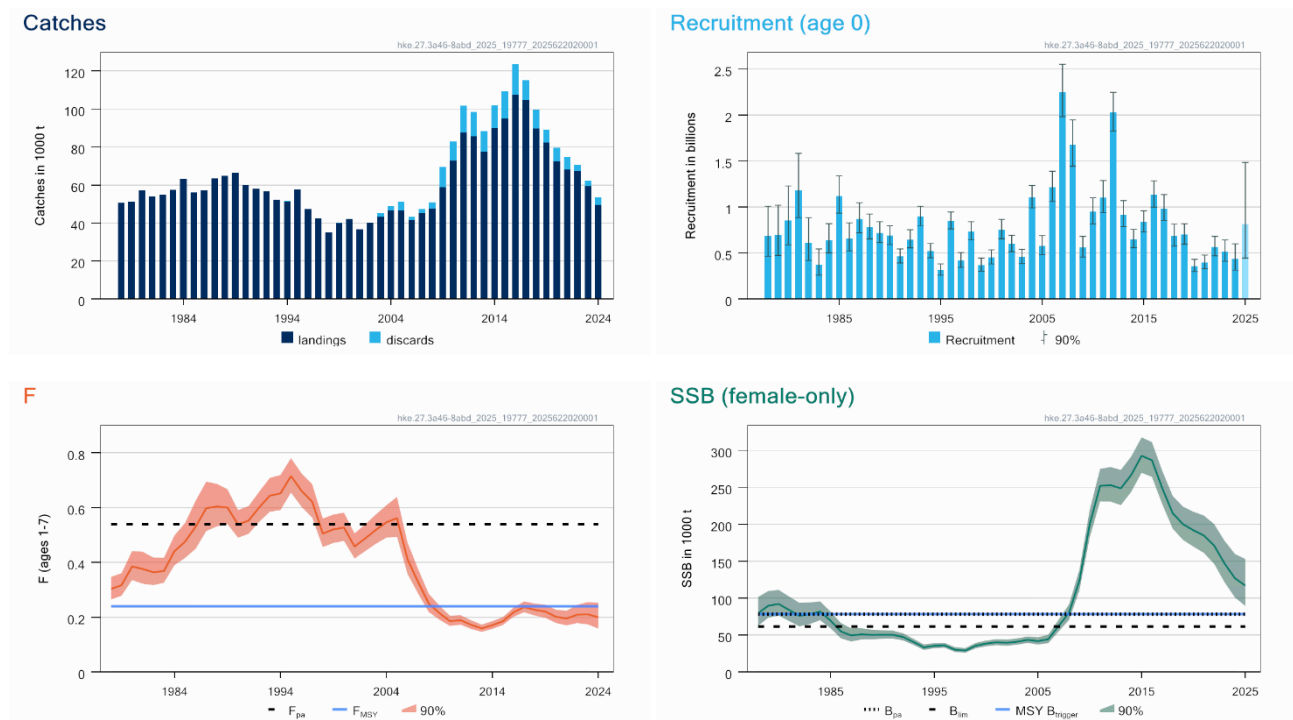 Catches
hke.27.3a46-8abd_2025_19777_2025622020001
Catches in 1000 t
120
100
80
60
40
20
0
1984
1994
2004
2014
2024
landings
discards
Recruitment (age 0)
hke.27.3a46-8abd_2025_19777_2025622020001
Recruitment in billions
2.5
2
1.5
1
0.5
0
1985
1995
2005
2015
2025
Recruitment
90%
F
hke.27.3a46-8abd_2025_19777_2025622020001
F (ages 1-7)
0.8
0.6
0.4
0.2
0
1984
1994
2004
2014
2024
Fpa
FMSY
90%
SSB (female-only)
hke.27.3a46-8abd_2025_19777_2025622020001
SSB in 1000 t
300
250
200
150
100
50
0
1985
1995
2005
2015
2025
Bpa
Blim
MSY Btrigger
90%